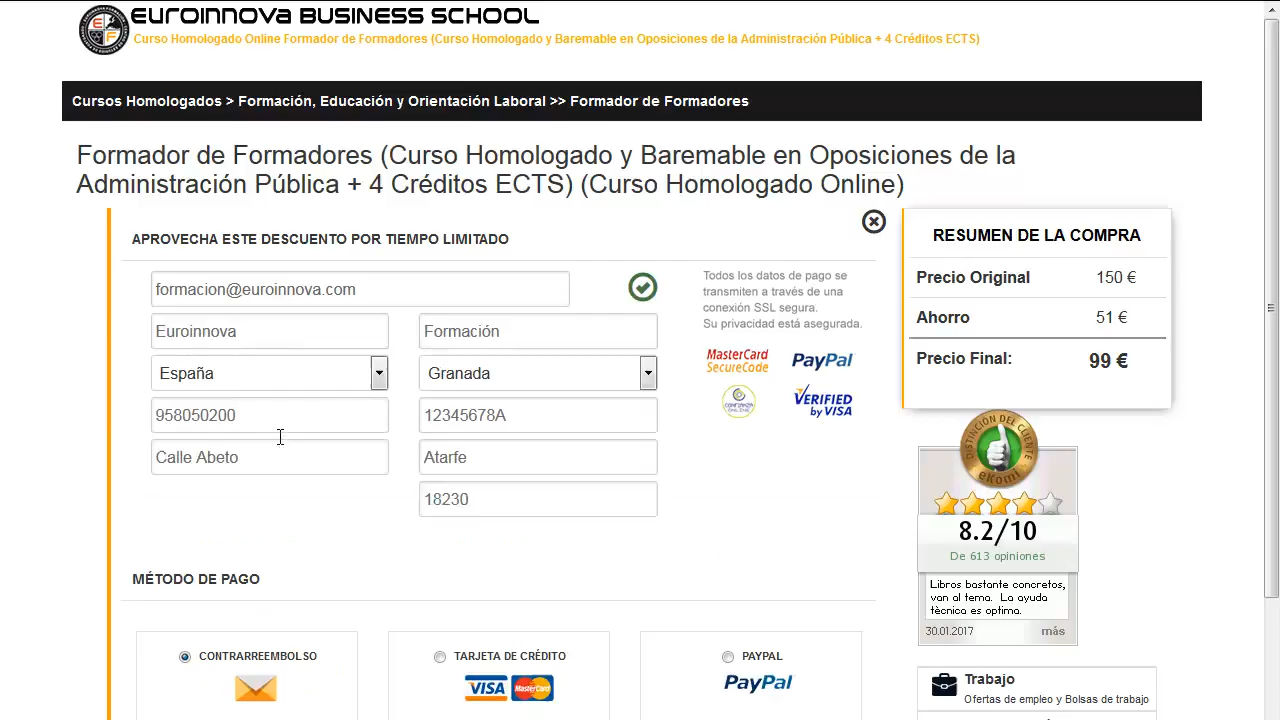 EUROINNOVA BUSINESS SCHOOL
Curso Homologado Online Formador de Formadores (Curso Homologado y Baremable en Oposiciones de la Administración Pública + 4 Créditos ECTS)
Cursos Homologados > Formación, Educación y Orientación Laboral >> Formador de Formadores
Formador de Formadores (Curso Homologado y Baremable en Oposiciones de la
Administración Pública + 4 Créditos ECTS) (Curso Homologado Online)
APROVECHA ESTE DESCUENTO POR TIEMPO LIMITADO
formacion@euroinnova.com
Euroinnova Formación
España Granada
958050200 12345678A
Calle Abeto Atarfe
18230
Todos los datos de pago se
transmiten a través de una
conexión SSL segura.
Su privacidad está asegurada.
MasterCard PayPal
SecureCode
CONFIANZA ONLINE VERIFIED
by VISA
MÉTODO DE PAGO
CONTRARREEMBOLSO TARJETA DE CRÉDITO PAYPAL
VISA MasterCard PayPal
RESUMEN DE LA COMPRA
Precio Original 150 €
Ahorro 51 €
Precio Final: 99 €
DISTINCIÓN DEL CLIENTE
eKomi
8.2/10
De 613 opiniones
Libros bastante concretos,
van al tema. La ayuda
tècnica es optima.
30.01.2017 más
Trabajo
Ofertas de empleo y Bolsas de trabajo